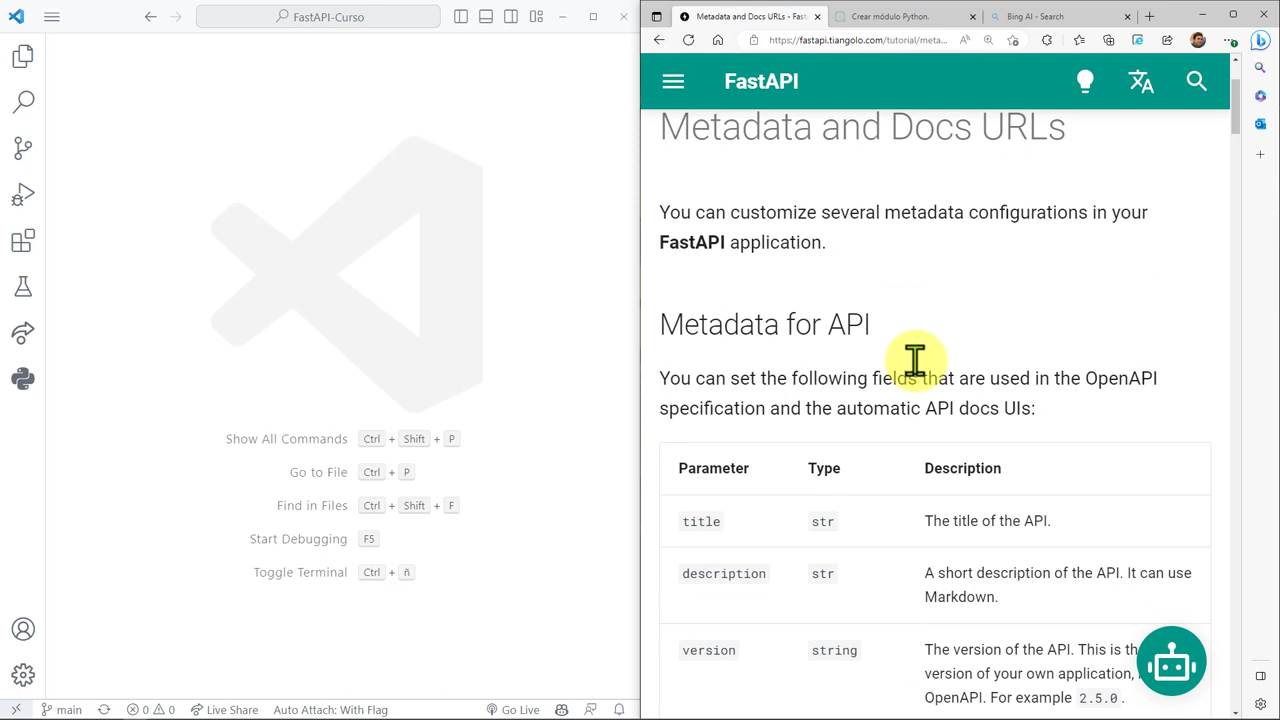 FastAPI-Curso
Show All Commands Ctrl + Shift + P
Go to File Ctrl + P
Find in Files Ctrl + Shift + F
Start Debugging F5
Toggle Terminal Ctrl + ñ
main 0 0 Live Share Auto Attach: With Flag Go Live
Metadata and Docs URLs - Fast
Crear módulo Python.
Bing AI - Search
https://fastapi.tiangolo.com/tutorial/meta...
FastAPI
Metadata and Docs URLs
You can customize several metadata configurations in your
FastAPI application.
Metadata for API
You can set the following fields that are used in the OpenAPI
specification and the automatic API docs UIs:
Parameter Type Description
title str The title of the API.
description str A short description of the API. It can use
Markdown.
version string The version of the API. This is th
version of your own application,
OpenAPI. For example 2.5.0.